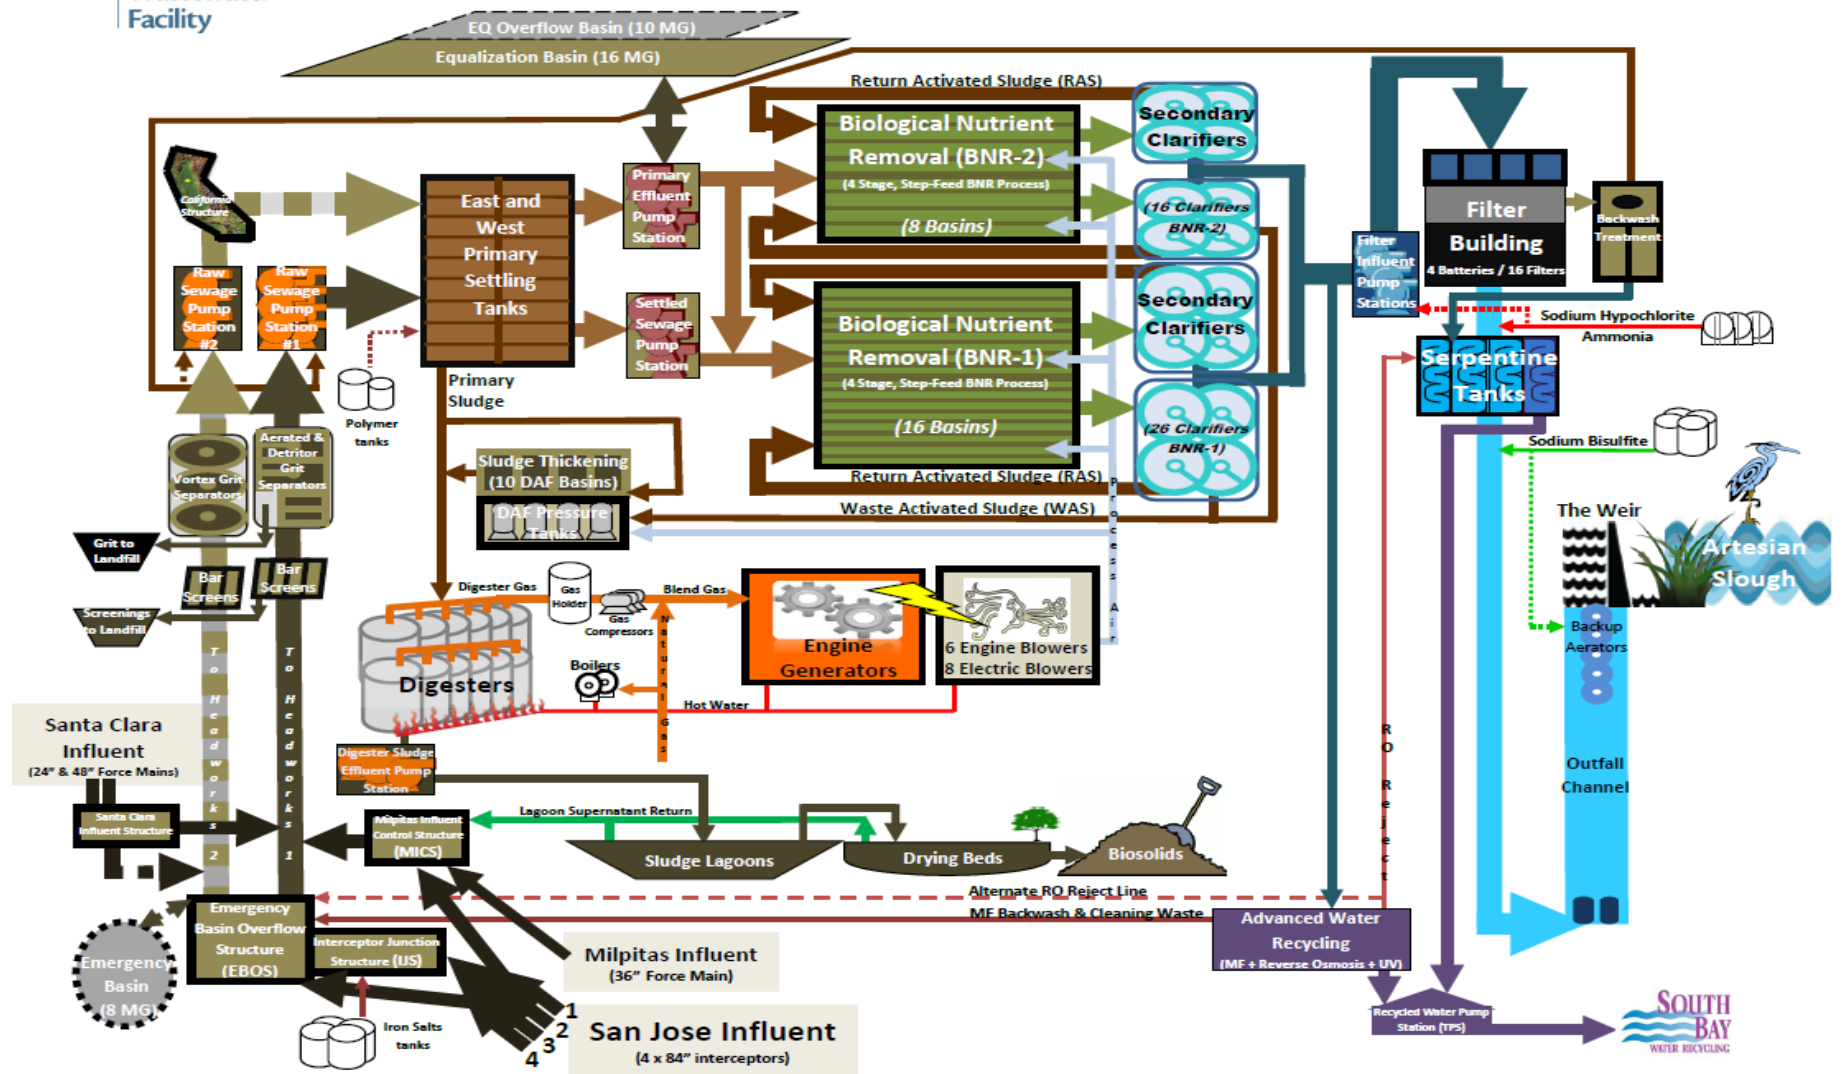 Facility
EQ Overflow Basin (10 MG)
Equalization Basin (16 MG)
Return Activated Sludge (RAS)
Biological Nutrient
Removal (BNR-2)
(4 Stage, Step-Feed BNR Process)
(8 Basins)
Secondary
Clarifiers
(16 Clarifiers
BNR-2)
California
Structure
East and
West
Primary
Settling
Tanks
Primary
Effluent
Pump
Station
Settled
Sewage
Pump
Station
Raw
Sewage
Pump
Station
#2
Raw
Sewage
Pump
Station
#1
Filter
Building
4 Batteries / 16 Filters
Backwash
Treatment
Filter
Influent
Pump
Stations
Sodium Hypochlorite
Ammonia
Biological Nutrient
Removal (BNR-1)
(4 Stage, Step-Feed BNR Process)
(16 Basins)
Secondary
Clarifiers
(26 Clarifiers
BNR-1)
Return Activated Sludge (RAS)
Waste Activated Sludge (WAS)
Serpentine
Tanks
Sodium Bisulfite
The Weir
Artesian
Slough
Backup
Aerators
Outfall
Channel
Primary
Sludge
Polymer
tanks
Sludge Thickening
(10 DAF Basins)
DAF Pressure
Tanks
Process Air
Vortex Grit
Separators
Aerated &
Detritor
Grit
Separators
Grit to
Landfill
Bar
Screens
Bar
Screens
Screenings
to Landfill
To Headworks 2
To Headworks 1
Digester Gas
Gas
Holder
Gas
Compressors
Blend Gas
Natural Gas
Boilers
Digesters
Hot Water
Engine
Generators
6 Engine Blowers
8 Electric Blowers
Digester Sludge
Effluent Pump
Station
Santa Clara
Influent
(24" & 48" Force Mains)
Santa Clara
Influent Structure
Milpitas Influent
Control Structure
(MICS)
Lagoon Supernatant Return
Sludge Lagoons
Drying Beds
Biosolids
RO Reject
Alternate RO Reject Line
MF Backwash & Cleaning Waste
Emergency
Basin Overflow
Structure
(EBOS)
Interceptor Junction
Structure (IJS)
Emergency
Basin
(8 MG)
Iron Salts
tanks
Milpitas Influent
(36" Force Main)
1
2
3
4
San Jose Influent
(4 x 84" interceptors)
Advanced Water
Recycling
(MF + Reverse Osmosis + UV)
Recycled Water Pump
Station (TPS)
SOUTH
BAY
WATER RECYCLING